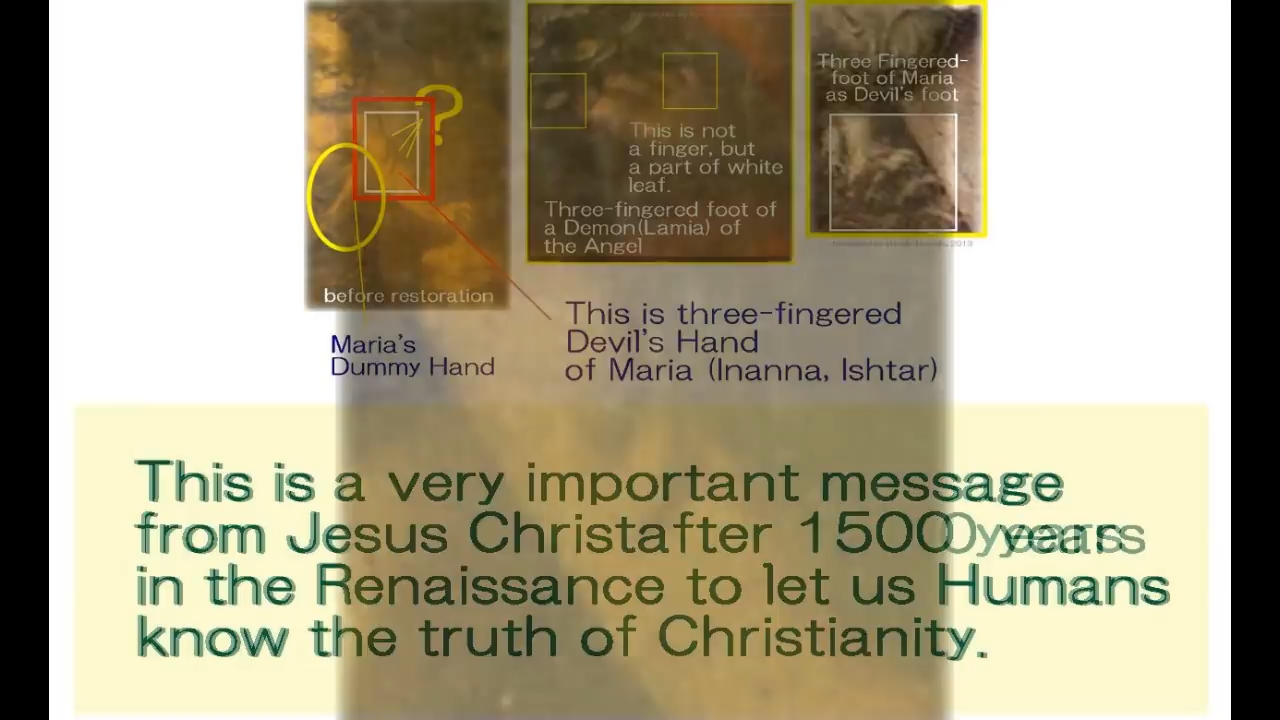 ?
before restoration
Maria's
Dummy Hand
This is not
a finger, but
a part of white
leaf.
Three-fingered foot of
a Demon(Lamia) of
the Angel
Three Fingered-
foot of Maria
as Devil's foot
This is three-fingered
Devil's Hand
of Maria (Inanna, Ishtar)
This is a very important message
from Jesus Christafter 1500 years
in the Renaissance to let us Humans
know the truth of Christianity.